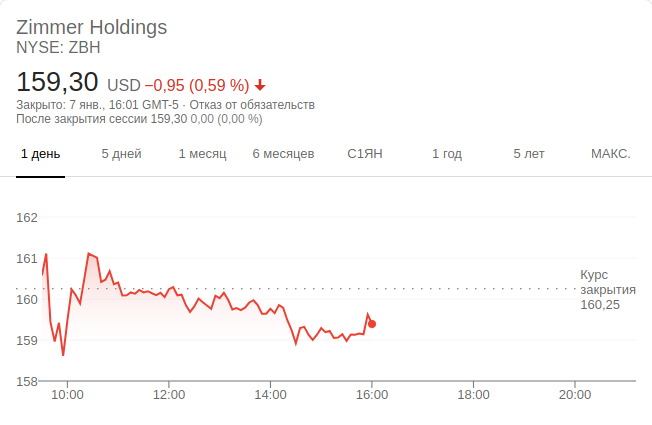 Zimmer Holdings
NYSE: ZBH
159,30 USD −0,95 (0,59 %)
Закрыто: 7 янв., 16:01 GMT-5 · Отказ от обязательств
После закрытия сессии 159,30 0,00 (0,00 %)
1 день 5 дней 1 месяц 6 месяцев С1ЯН 1 год 5 лет МАКС.
162
161
Курс
закрытия
160,25
160
159
158
10:00 12:00 14:00 16:00 18:00 20:00